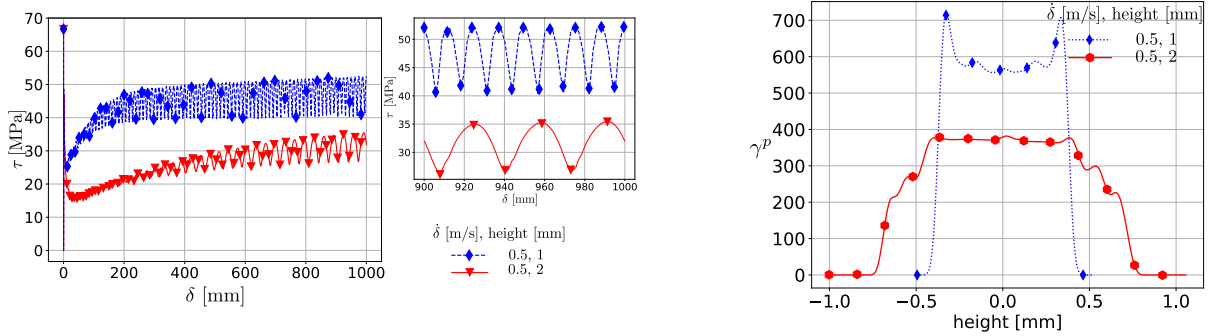 70
60
50
40
30
20
10
0
τ [MPa]
0 200 400 600 800 1000
δ [mm]
50
40
30
τ [MPa]
900 920 940 960 980 1000
δ [mm]
δ̇ [m/s], height [mm]
0.5, 1
0.5, 2
700
600
500
400
300
200
100
0
γᵖ
−1.0 −0.5 0.0 0.5 1.0
height [mm]
δ̇ [m/s], height [mm]
0.5, 1
0.5, 2